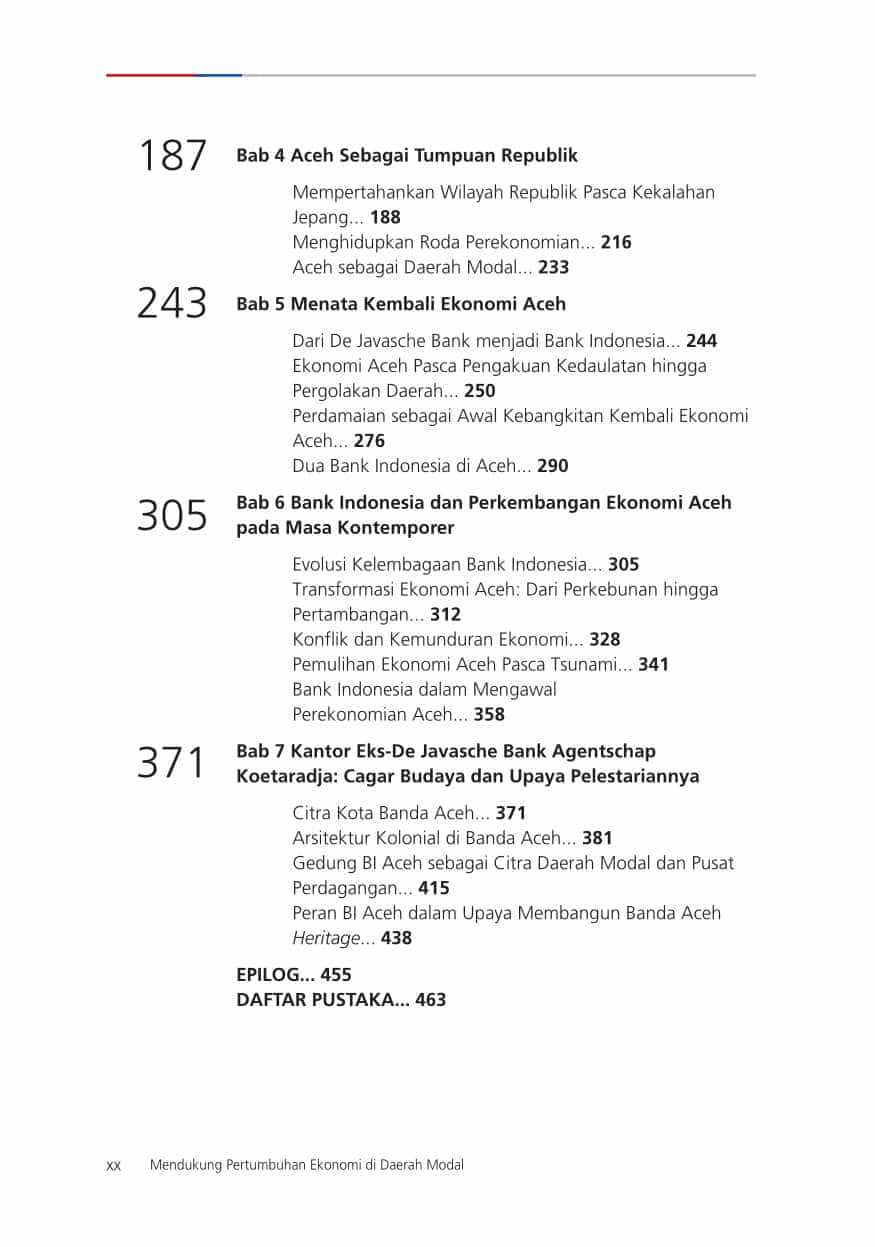 187
Bab 4 Aceh Sebagai Tumpuan Republik
Mempertahankan Wilayah Republik Pasca Kekalahan
Jepang... 188
Menghidupkan Roda Perekonomian... 216
Aceh sebagai Daerah Modal... 233
243
Bab 5 Menata Kembali Ekonomi Aceh
Dari De Javasche Bank menjadi Bank Indonesia... 244
Ekonomi Aceh Pasca Pengakuan Kedaulatan hingga
Pergolakan Daerah... 250
Perdamaian sebagai Awal Kebangkitan Kembali Ekonomi
Aceh... 276
Dua Bank Indonesia di Aceh... 290
305
Bab 6 Bank Indonesia dan Perkembangan Ekonomi Aceh
pada Masa Kontemporer
Evolusi Kelembagaan Bank Indonesia... 305
Transformasi Ekonomi Aceh: Dari Perkebunan hingga
Pertambangan... 312
Konflik dan Kemunduran Ekonomi... 328
Pemulihan Ekonomi Aceh Pasca Tsunami... 341
Bank Indonesia dalam Mengawal
Perekonomian Aceh... 358
371
Bab 7 Kantor Eks-De Javasche Bank Agentschap
Koetaradja: Cagar Budaya dan Upaya Pelestariannya
Citra Kota Banda Aceh... 371
Arsitektur Kolonial di Banda Aceh... 381
Gedung BI Aceh sebagai Citra Daerah Modal dan Pusat
Perdagangan... 415
Peran BI Aceh dalam Upaya Membangun Banda Aceh
Heritage... 438
EPILOG... 455
DAFTAR PUSTAKA... 463
xx Mendukung Pertumbuhan Ekonomi di Daerah Modal